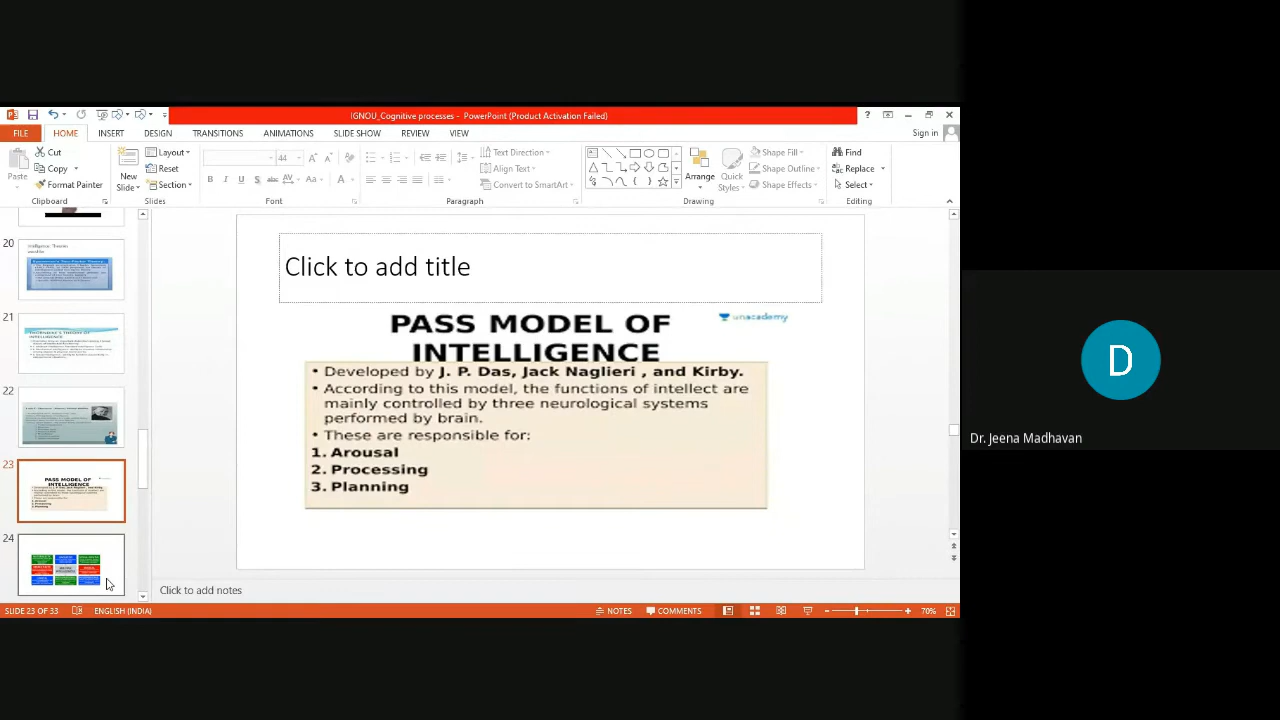 IGNOU_Cognitive processes - PowerPoint (Product Activation Failed)
FILE HOME INSERT DESIGN TRANSITIONS ANIMATIONS SLIDE SHOW REVIEW VIEW Sign in
Paste
Cut
Copy
Format Painter
Clipboard
New Slide
Layout
Reset
Section
Slides
44
Font
Text Direction
Align Text
Convert to SmartArt
Paragraph
Arrange
Quick Styles
Shape Fill
Shape Outline
Shape Effects
Drawing
Find
Replace
Select
Editing
20
21
22
23
PASS MODEL OF
INTELLIGENCE
24
Click to add title
PASS MODEL OF
unacademy
INTELLIGENCE
• Developed by J. P. Das, Jack Naglieri , and Kirby.
• According to this model, the functions of intellect are
mainly controlled by three neurological systems
performed by brain.
• These are responsible for:
1. Arousal
2. Processing
3. Planning
Click to add notes
SLIDE 23 OF 33 ENGLISH (INDIA) NOTES COMMENTS 70%
D
Dr. Jeena Madhavan